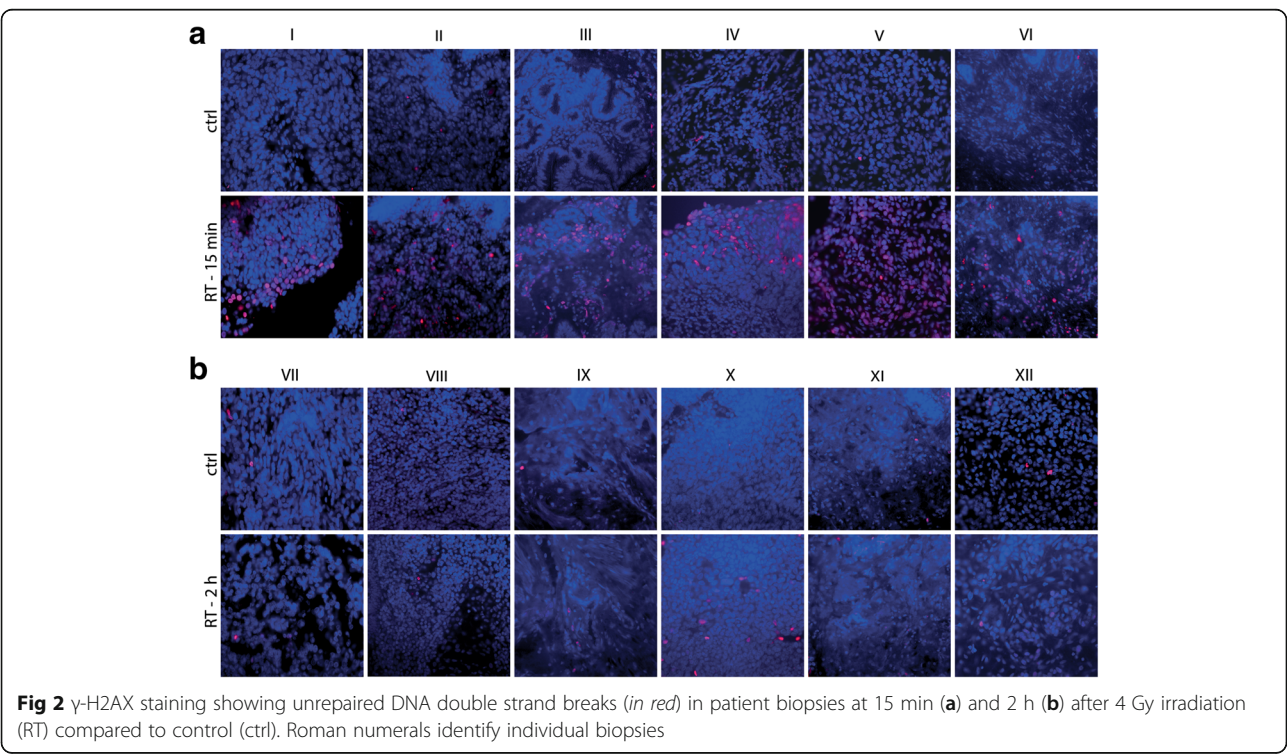 a
I II III IV V VI
ctrl
RT - 15 min
b
VII VIII IX X XI XII
ctrl
RT - 2 h
Fig 2 γ-H2AX staining showing unrepaired DNA double strand breaks (in red) in patient biopsies at 15 min (a) and 2 h (b) after 4 Gy irradiation
(RT) compared to control (ctrl). Roman numerals identify individual biopsies